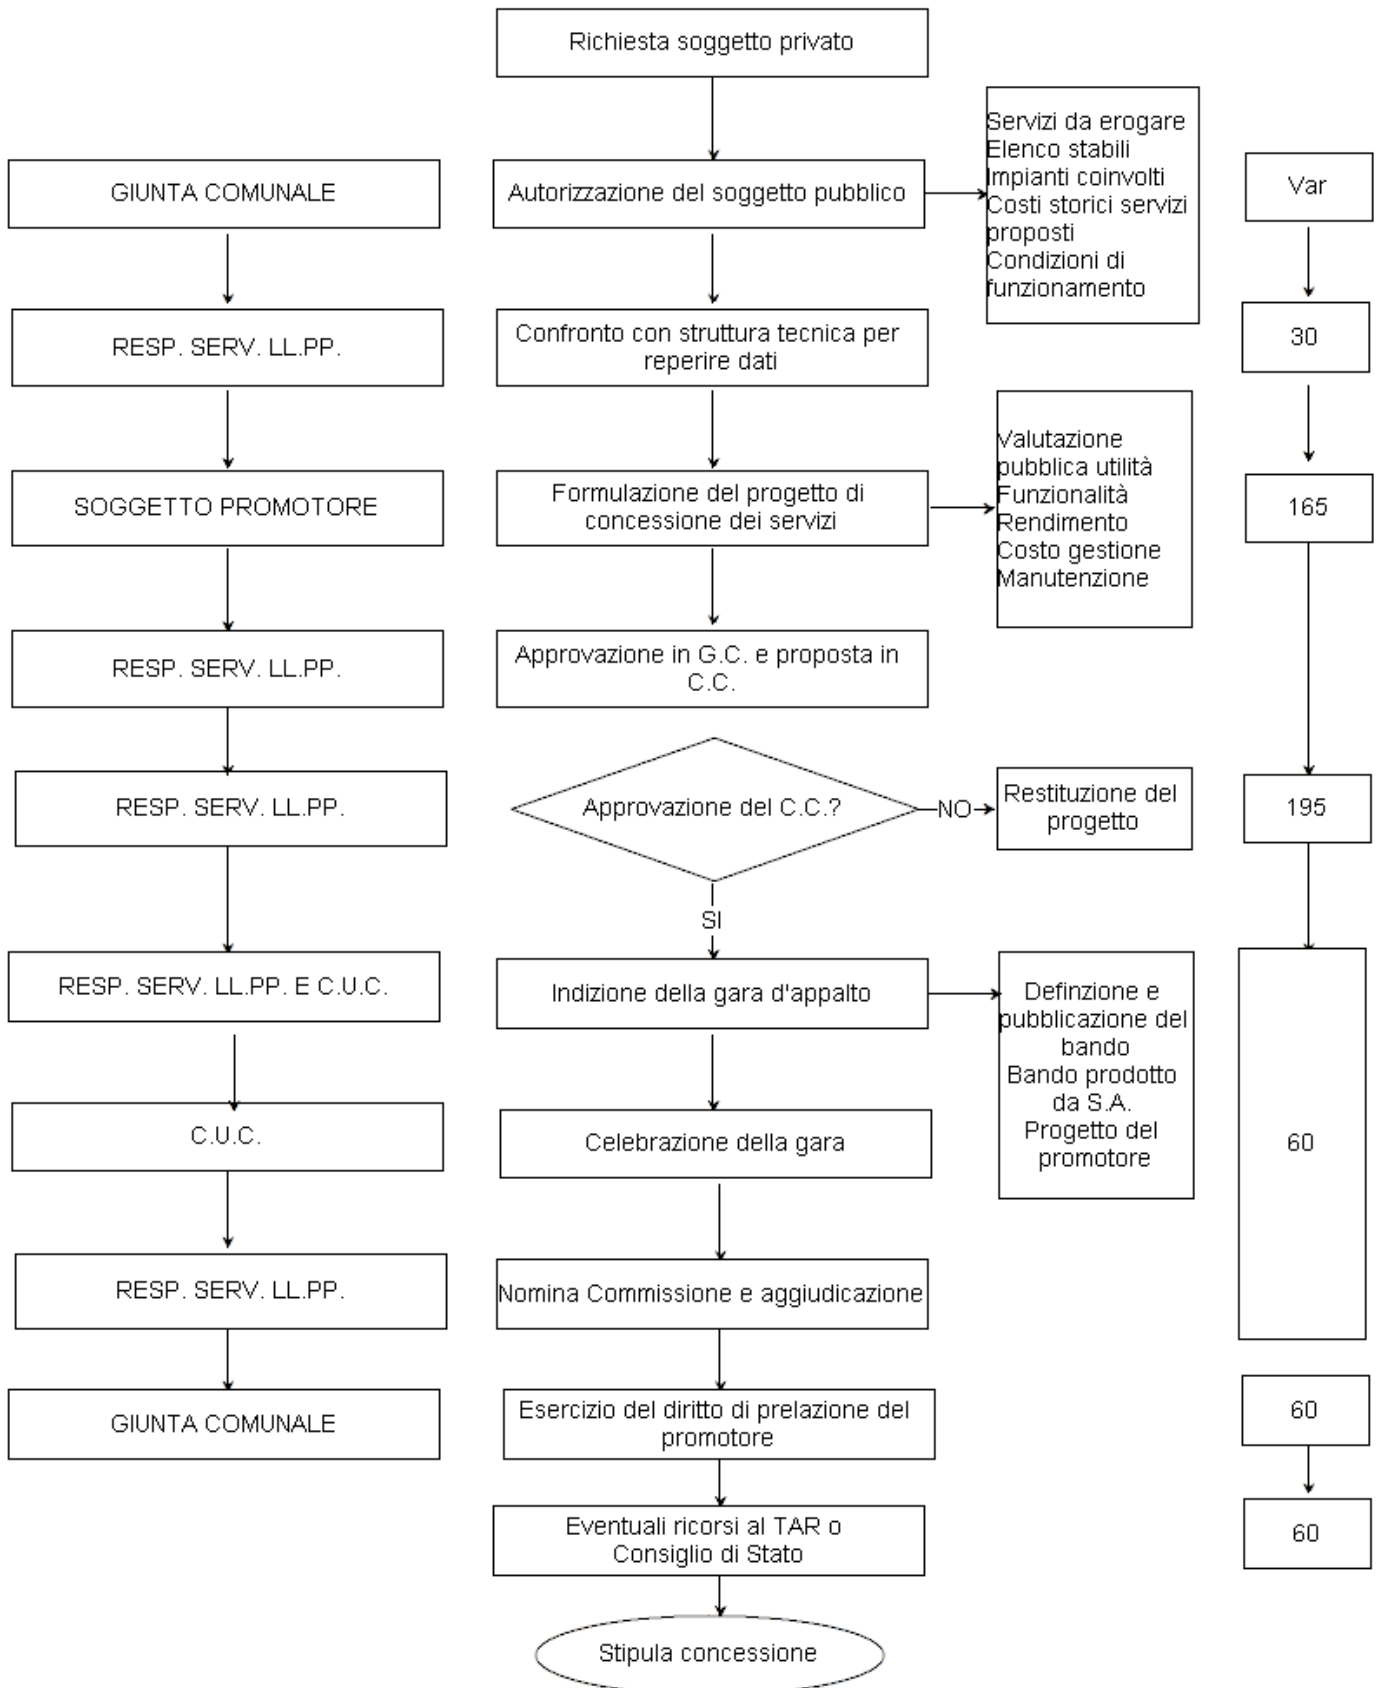 Richiesta soggetto privato
GIUNTA COMUNALE
Autorizzazione del soggetto pubblico
Servizi da erogare
Elenco stabili
Impianti coinvolti
Costi storici servizi
proposti
Condizioni di
funzionamento
Var
RESP. SERV. LL.PP.
Confronto con struttura tecnica per
reperire dati
30
SOGGETTO PROMOTORE
Formulazione del progetto di
concessione dei servizi
Valutazione
pubblica utilità
Funzionalità
Rendimento
Costo gestione
Manutenzione
165
RESP. SERV. LL.PP.
Approvazione in G.C. e proposta in
C.C.
RESP. SERV. LL.PP.
Approvazione del C.C.?
NO
Restituzione del
progetto
195
SI
RESP. SERV. LL.PP. E C.U.C.
Indizione della gara d'appalto
Definzione e
pubblicazione del
bando
Bando prodotto
da S.A.
Progetto del
promotore
60
C.U.C.
Celebrazione della gara
RESP. SERV. LL.PP.
Nomina Commissione e aggiudicazione
GIUNTA COMUNALE
Esercizio del diritto di prelazione del
promotore
60
Eventuali ricorsi al TAR o
Consiglio di Stato
60
Stipula concessione